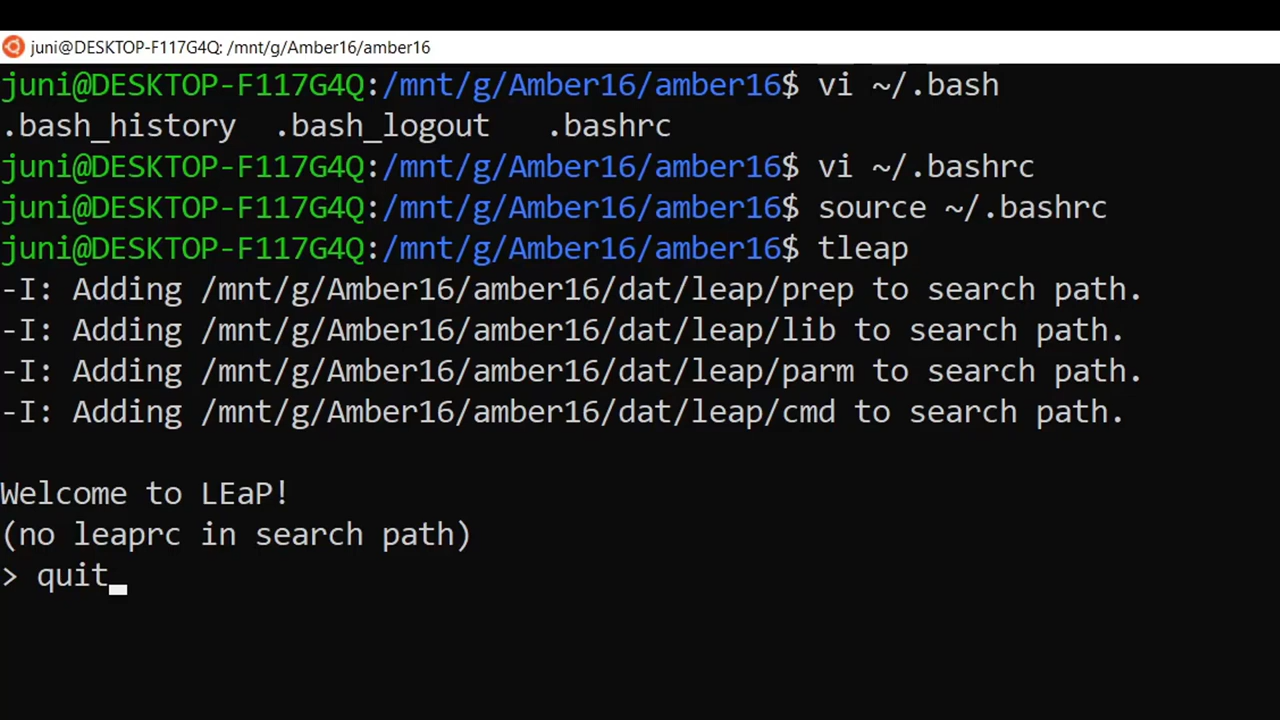 juni@DESKTOP-F117G4Q: /mnt/g/Amber16/amber16
juni@DESKTOP-F117G4Q:/mnt/g/Amber16/amber16$ vi ~/.bash
.bash_history  .bash_logout   .bashrc
juni@DESKTOP-F117G4Q:/mnt/g/Amber16/amber16$ vi ~/.bashrc
juni@DESKTOP-F117G4Q:/mnt/g/Amber16/amber16$ source ~/.bashrc
juni@DESKTOP-F117G4Q:/mnt/g/Amber16/amber16$ tleap
-I: Adding /mnt/g/Amber16/amber16/dat/leap/prep to search path.
-I: Adding /mnt/g/Amber16/amber16/dat/leap/lib to search path.
-I: Adding /mnt/g/Amber16/amber16/dat/leap/parm to search path.
-I: Adding /mnt/g/Amber16/amber16/dat/leap/cmd to search path.
Welcome to LEaP!
(no leaprc in search path)
> quit